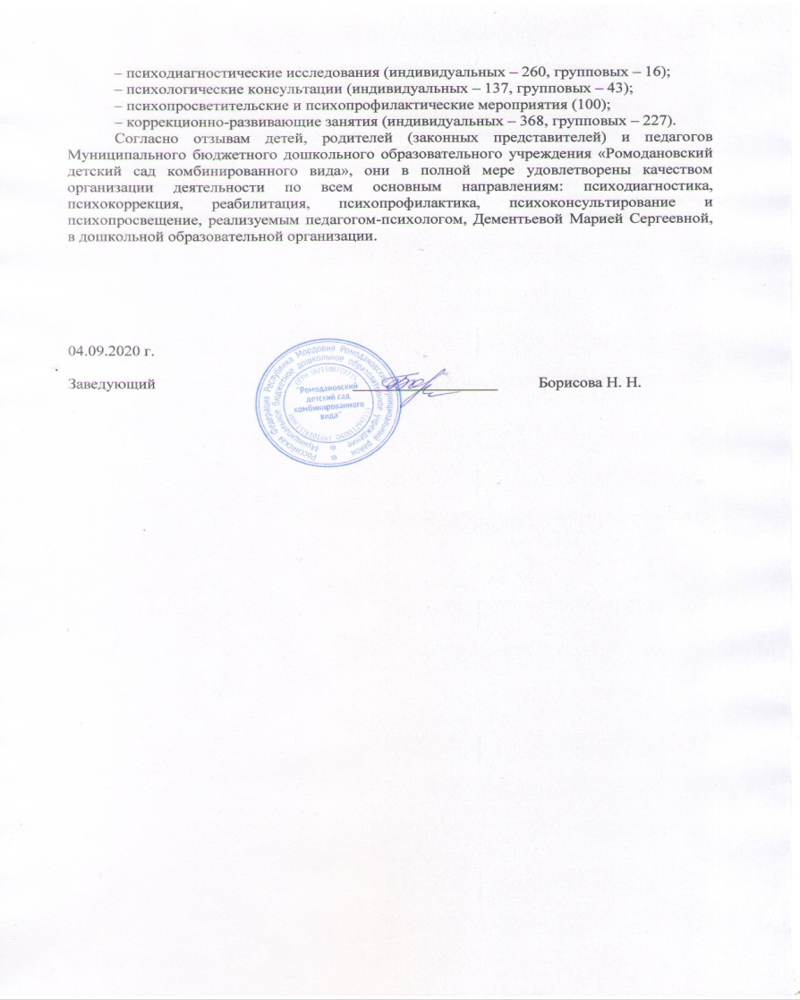 – психодиагностические исследования (индивидуальных – 260, групповых – 16);
– психологические консультации (индивидуальных – 137, групповых – 43);
– психопросветительские и психопрофилактические мероприятия (100);
– коррекционно-развивающие занятия (индивидуальных – 368, групповых – 227).
Согласно отзывам детей, родителей (законных представителей) и педагогов
Муниципального бюджетного дошкольного образовательного учреждения «Ромодановский
детский сад комбинированного вида», они в полной мере удовлетворены качеством
организации деятельности по всем основным направлениям: психодиагностика,
психокоррекция, реабилитация, психопрофилактика, психоконсультирование и
психопросвещение, реализуемым педагогом-психологом, Дементьевой Марией Сергеевной,
в дошкольной образовательной организации.
04.09.2020 г.
Заведующий
Борисова Н. Н.
Российская Федерация Республика Мордовия Ромодановский муниципальный район
Муниципальное бюджетное дошкольное образовательное учреждение
"Ромодановский
детский сад
комбинированного
вида"